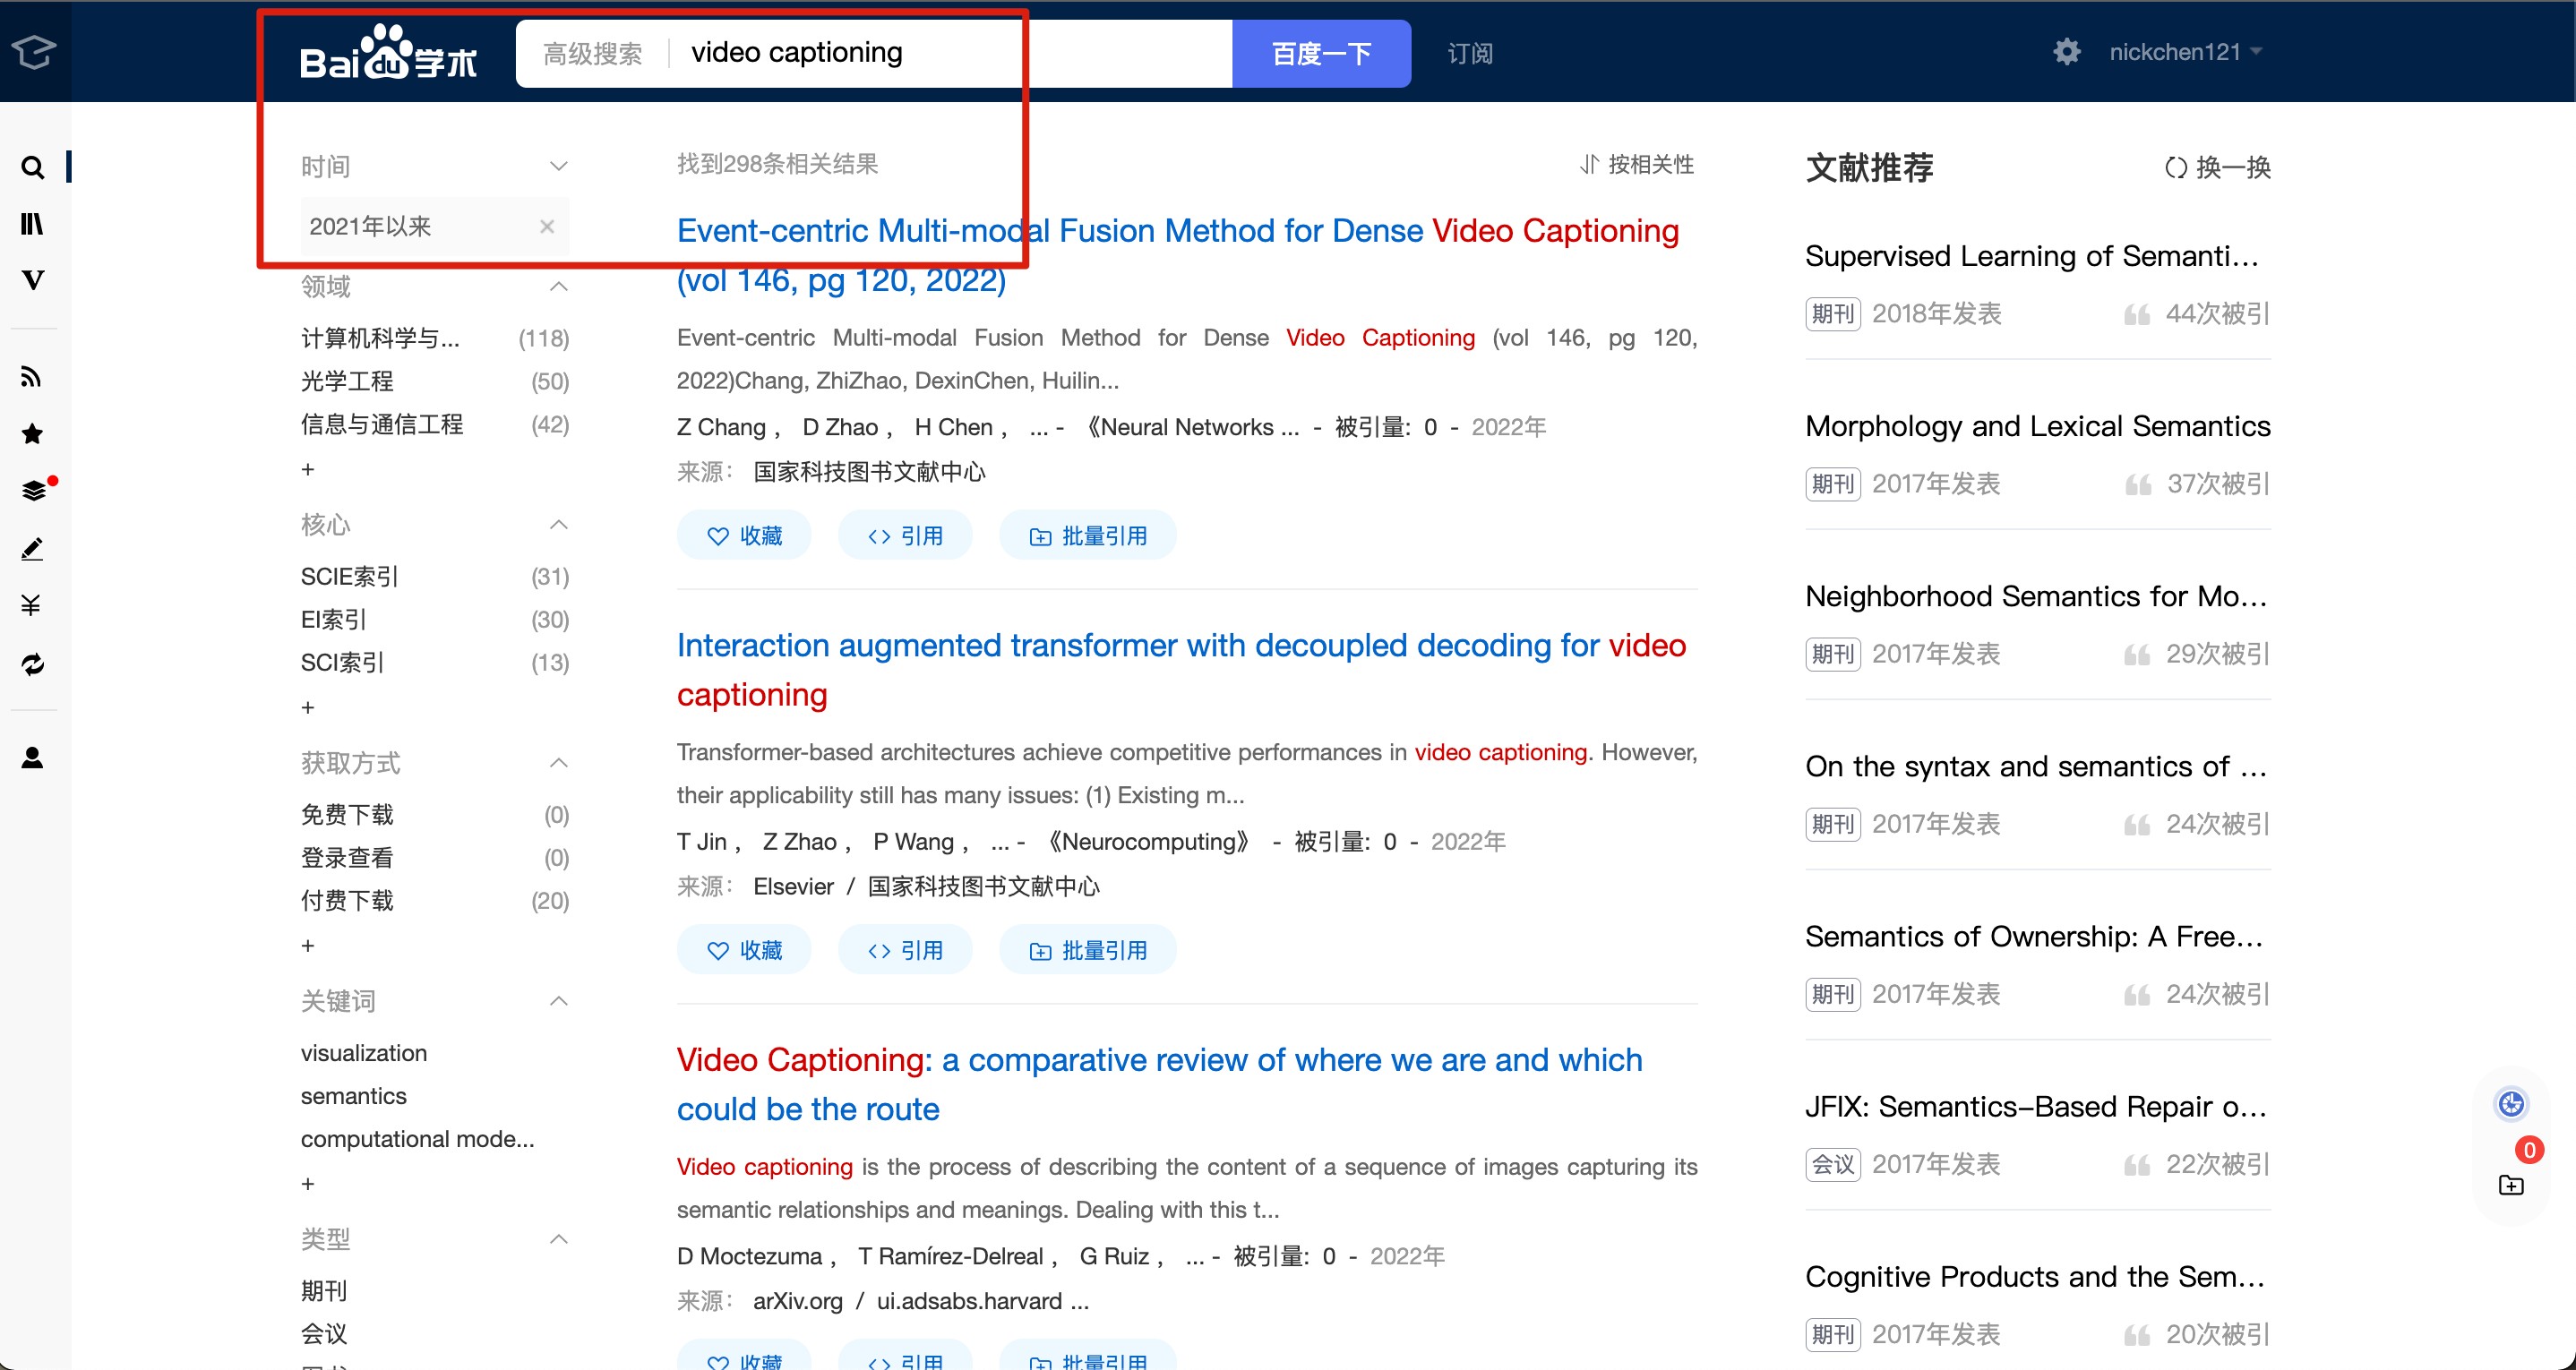 Baidu学术
高级搜索 video captioning
百度一下
订阅
nickchen121
时间
2021年以来
领域
计算机科学与... (118)
光学工程 (50)
信息与通信工程 (42)
+
核心
SCIE索引 (31)
EI索引 (30)
SCI索引 (13)
+
获取方式
免费下载 (0)
登录查看 (0)
付费下载 (20)
+
关键词
visualization
semantics
computational mode...
+
类型
期刊
会议
找到298条相关结果
按相关性
Event-centric Multi-modal Fusion Method for Dense Video Captioning
(vol 146, pg 120, 2022)
Event-centric Multi-modal Fusion Method for Dense Video Captioning (vol 146, pg 120,
2022)Chang, ZhiZhao, DexinChen, Huilin...
Z Chang , D Zhao , H Chen , ... - 《Neural Networks ... - 被引量: 0 - 2022年
来源: 国家科技图书文献中心
收藏 <> 引用 批量引用
Interaction augmented transformer with decoupled decoding for video
captioning
Transformer-based architectures achieve competitive performances in video captioning. However,
their applicability still has many issues: (1) Existing m...
T Jin , Z Zhao , P Wang , ... - 《Neurocomputing》 - 被引量: 0 - 2022年
来源: Elsevier / 国家科技图书文献中心
收藏 <> 引用 批量引用
Video Captioning: a comparative review of where we are and which
could be the route
Video captioning is the process of describing the content of a sequence of images capturing its
semantic relationships and meanings. Dealing with this t...
D Moctezuma , T Ramírez-Delreal , G Ruiz , ... - 被引量: 0 - 2022年
来源: arXiv.org / ui.adsabs.harvard ...
收藏 <> 引用 批量引用
文献推荐 换一换
Supervised Learning of Semanti...
期刊 2018年发表 44次被引
Morphology and Lexical Semantics
期刊 2017年发表 37次被引
Neighborhood Semantics for Mo...
期刊 2017年发表 29次被引
On the syntax and semantics of ...
期刊 2017年发表 24次被引
Semantics of Ownership: A Free...
期刊 2017年发表 24次被引
JFIX: Semantics-Based Repair o...
会议 2017年发表 22次被引
Cognitive Products and the Sem...
期刊 2017年发表 20次被引
0